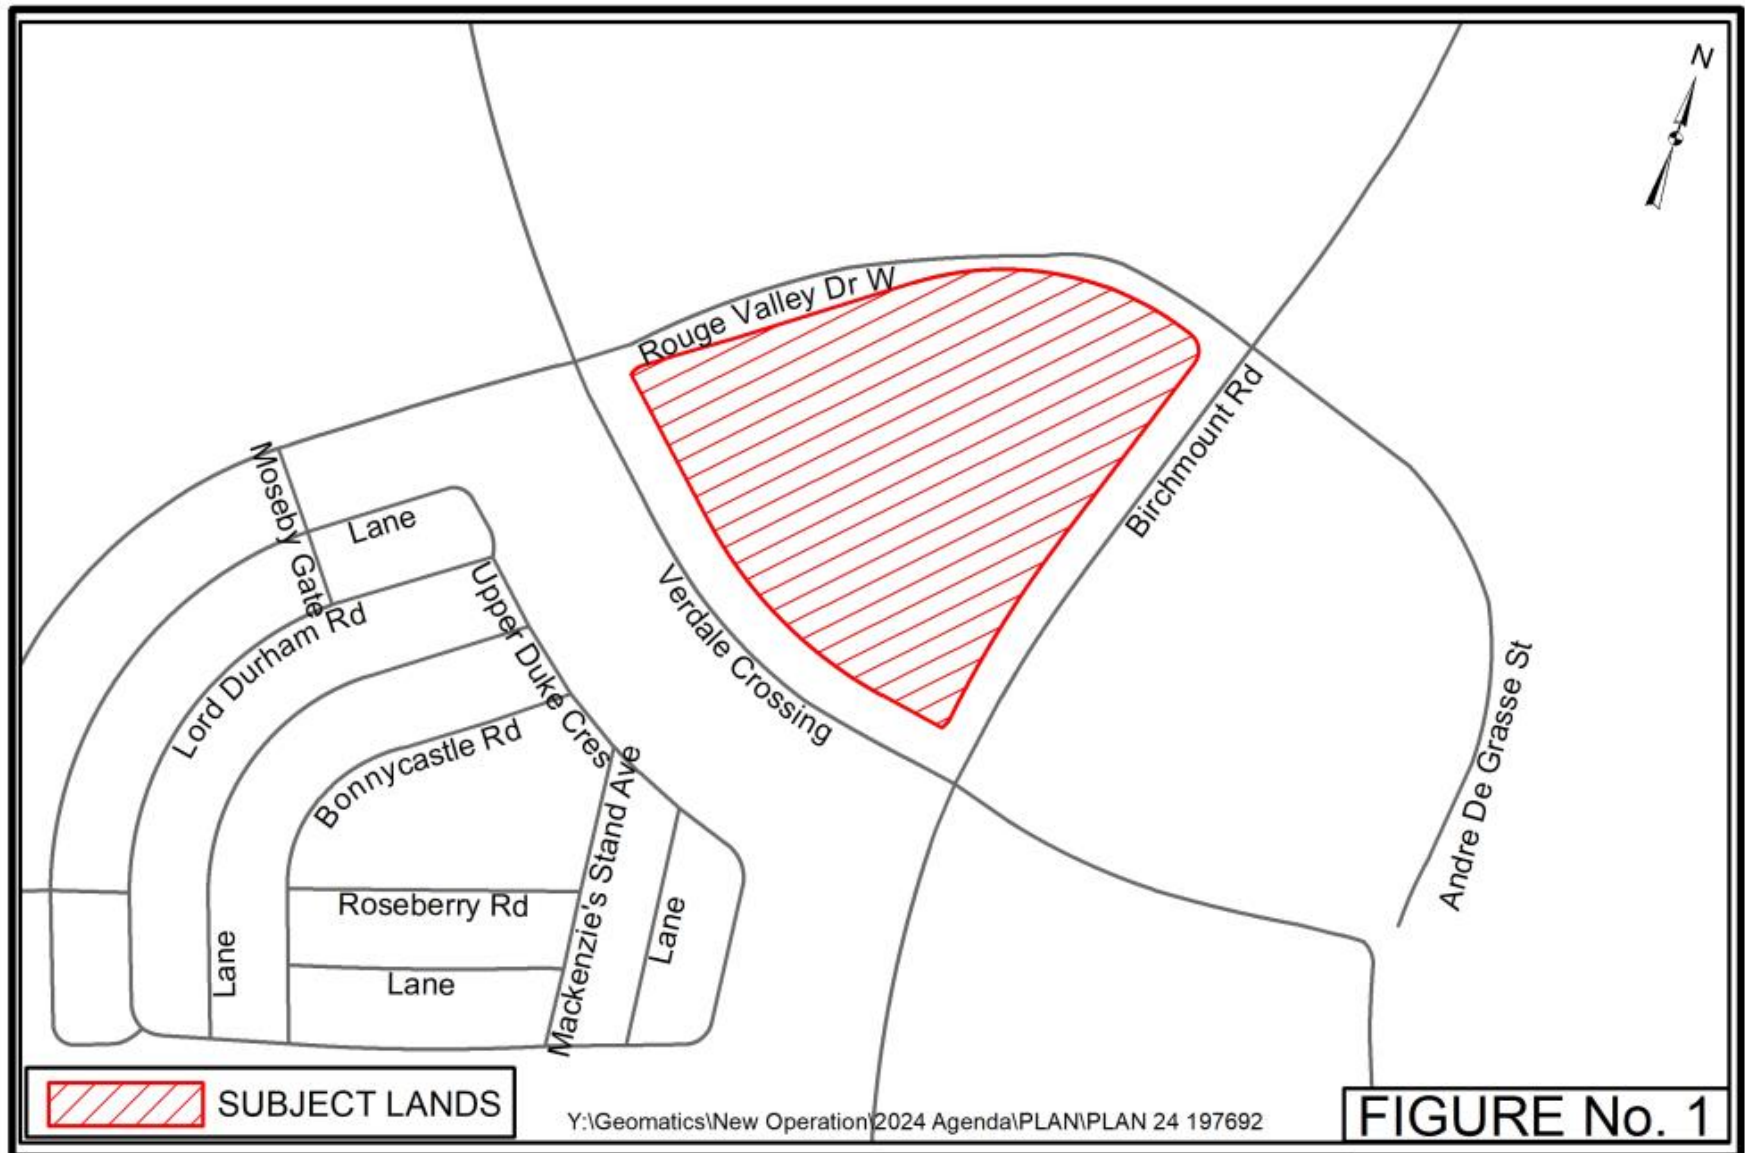 N
Rouge Valley Dr W
Birchmount Rd
Moseby Gate
Lane
Upper Duke Cres
Verdale Crossing
Lord Durham Rd
Andre De Grasse St
Bonnycastle Rd
Mackenzie's Stand Ave
Roseberry Rd
Lane
Lane
Lane
SUBJECT LANDS
Y:\Geomatics\New Operation\2024 Agenda\PLAN\PLAN 24 197692
FIGURE No. 1